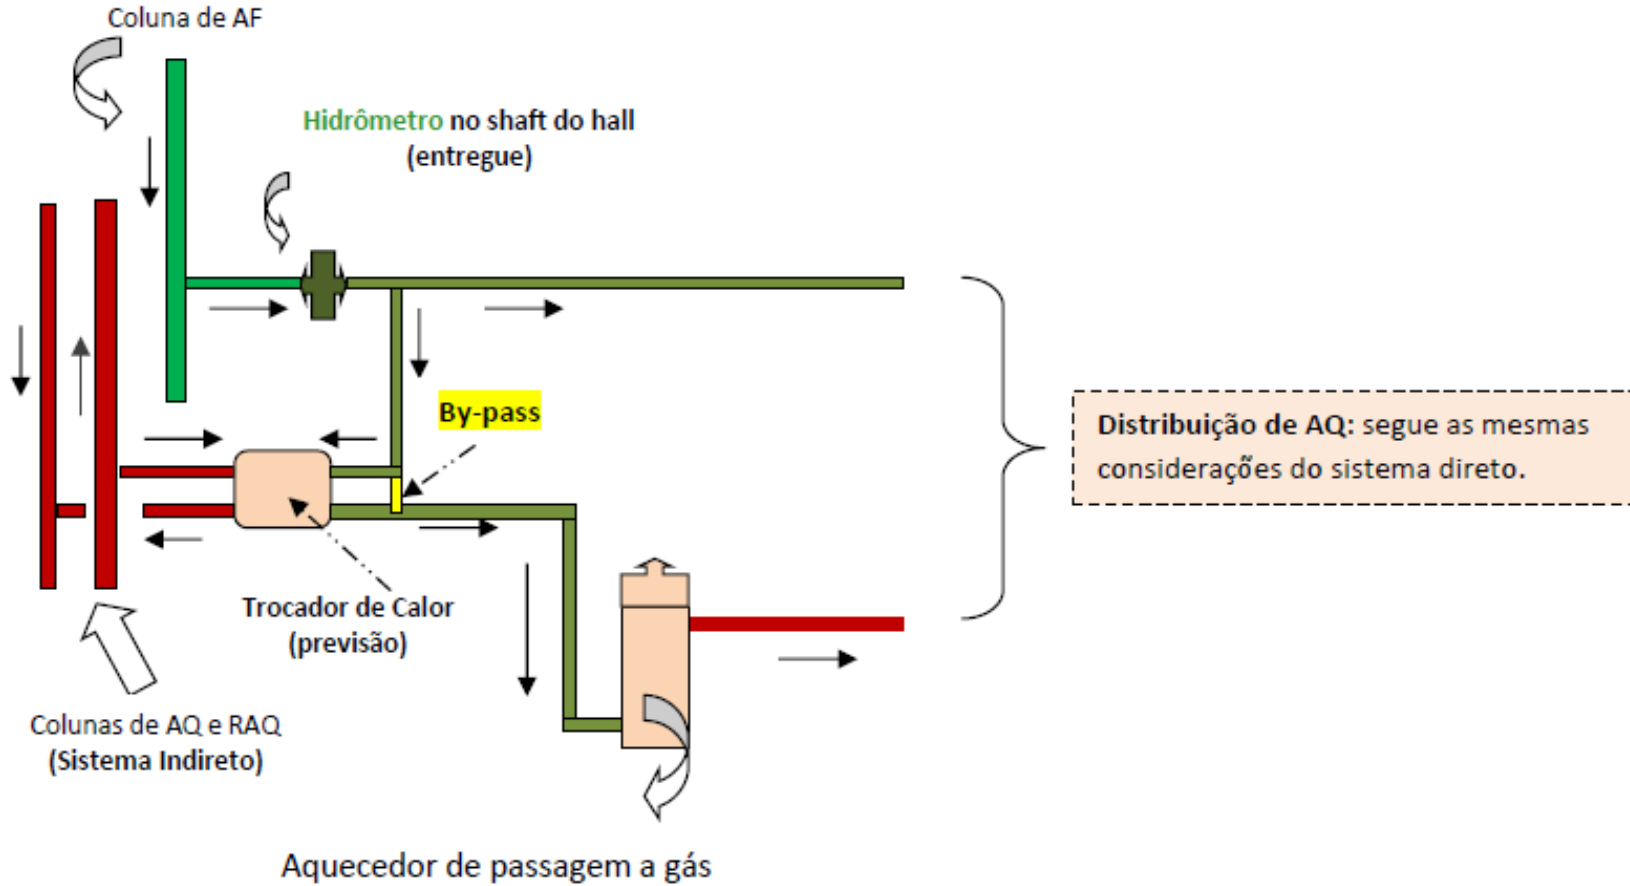 Coluna de AF
Hidrômetro no shaft do hall
(entregue)
By-pass
Distribuição de AQ: segue as mesmas
considerações do sistema direto.
Trocador de Calor
(previsão)
Colunas de AQ e RAQ
(Sistema Indireto)
Aquecedor de passagem a gás